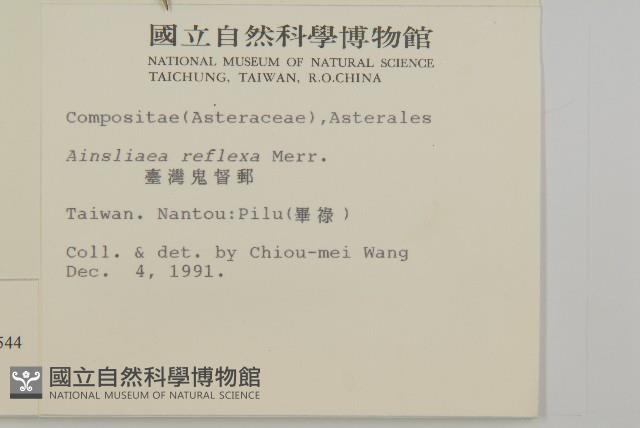 國立自然科學博物館
NATIONAL MUSEUM OF NATURAL SCIENCE
TAICHUNG, TAIWAN, R.O.CHINA
Compositae(Asteraceae),Asterales
Ainsliaea reflexa Merr.
臺灣鬼督郵
Taiwan. Nantou:Pilu(畢祿)
Coll. & det. by Chiou-mei Wang
Dec. 4, 1991.
544
國立自然科學博物館
NATIONAL MUSEUM OF NATURAL SCIENCE